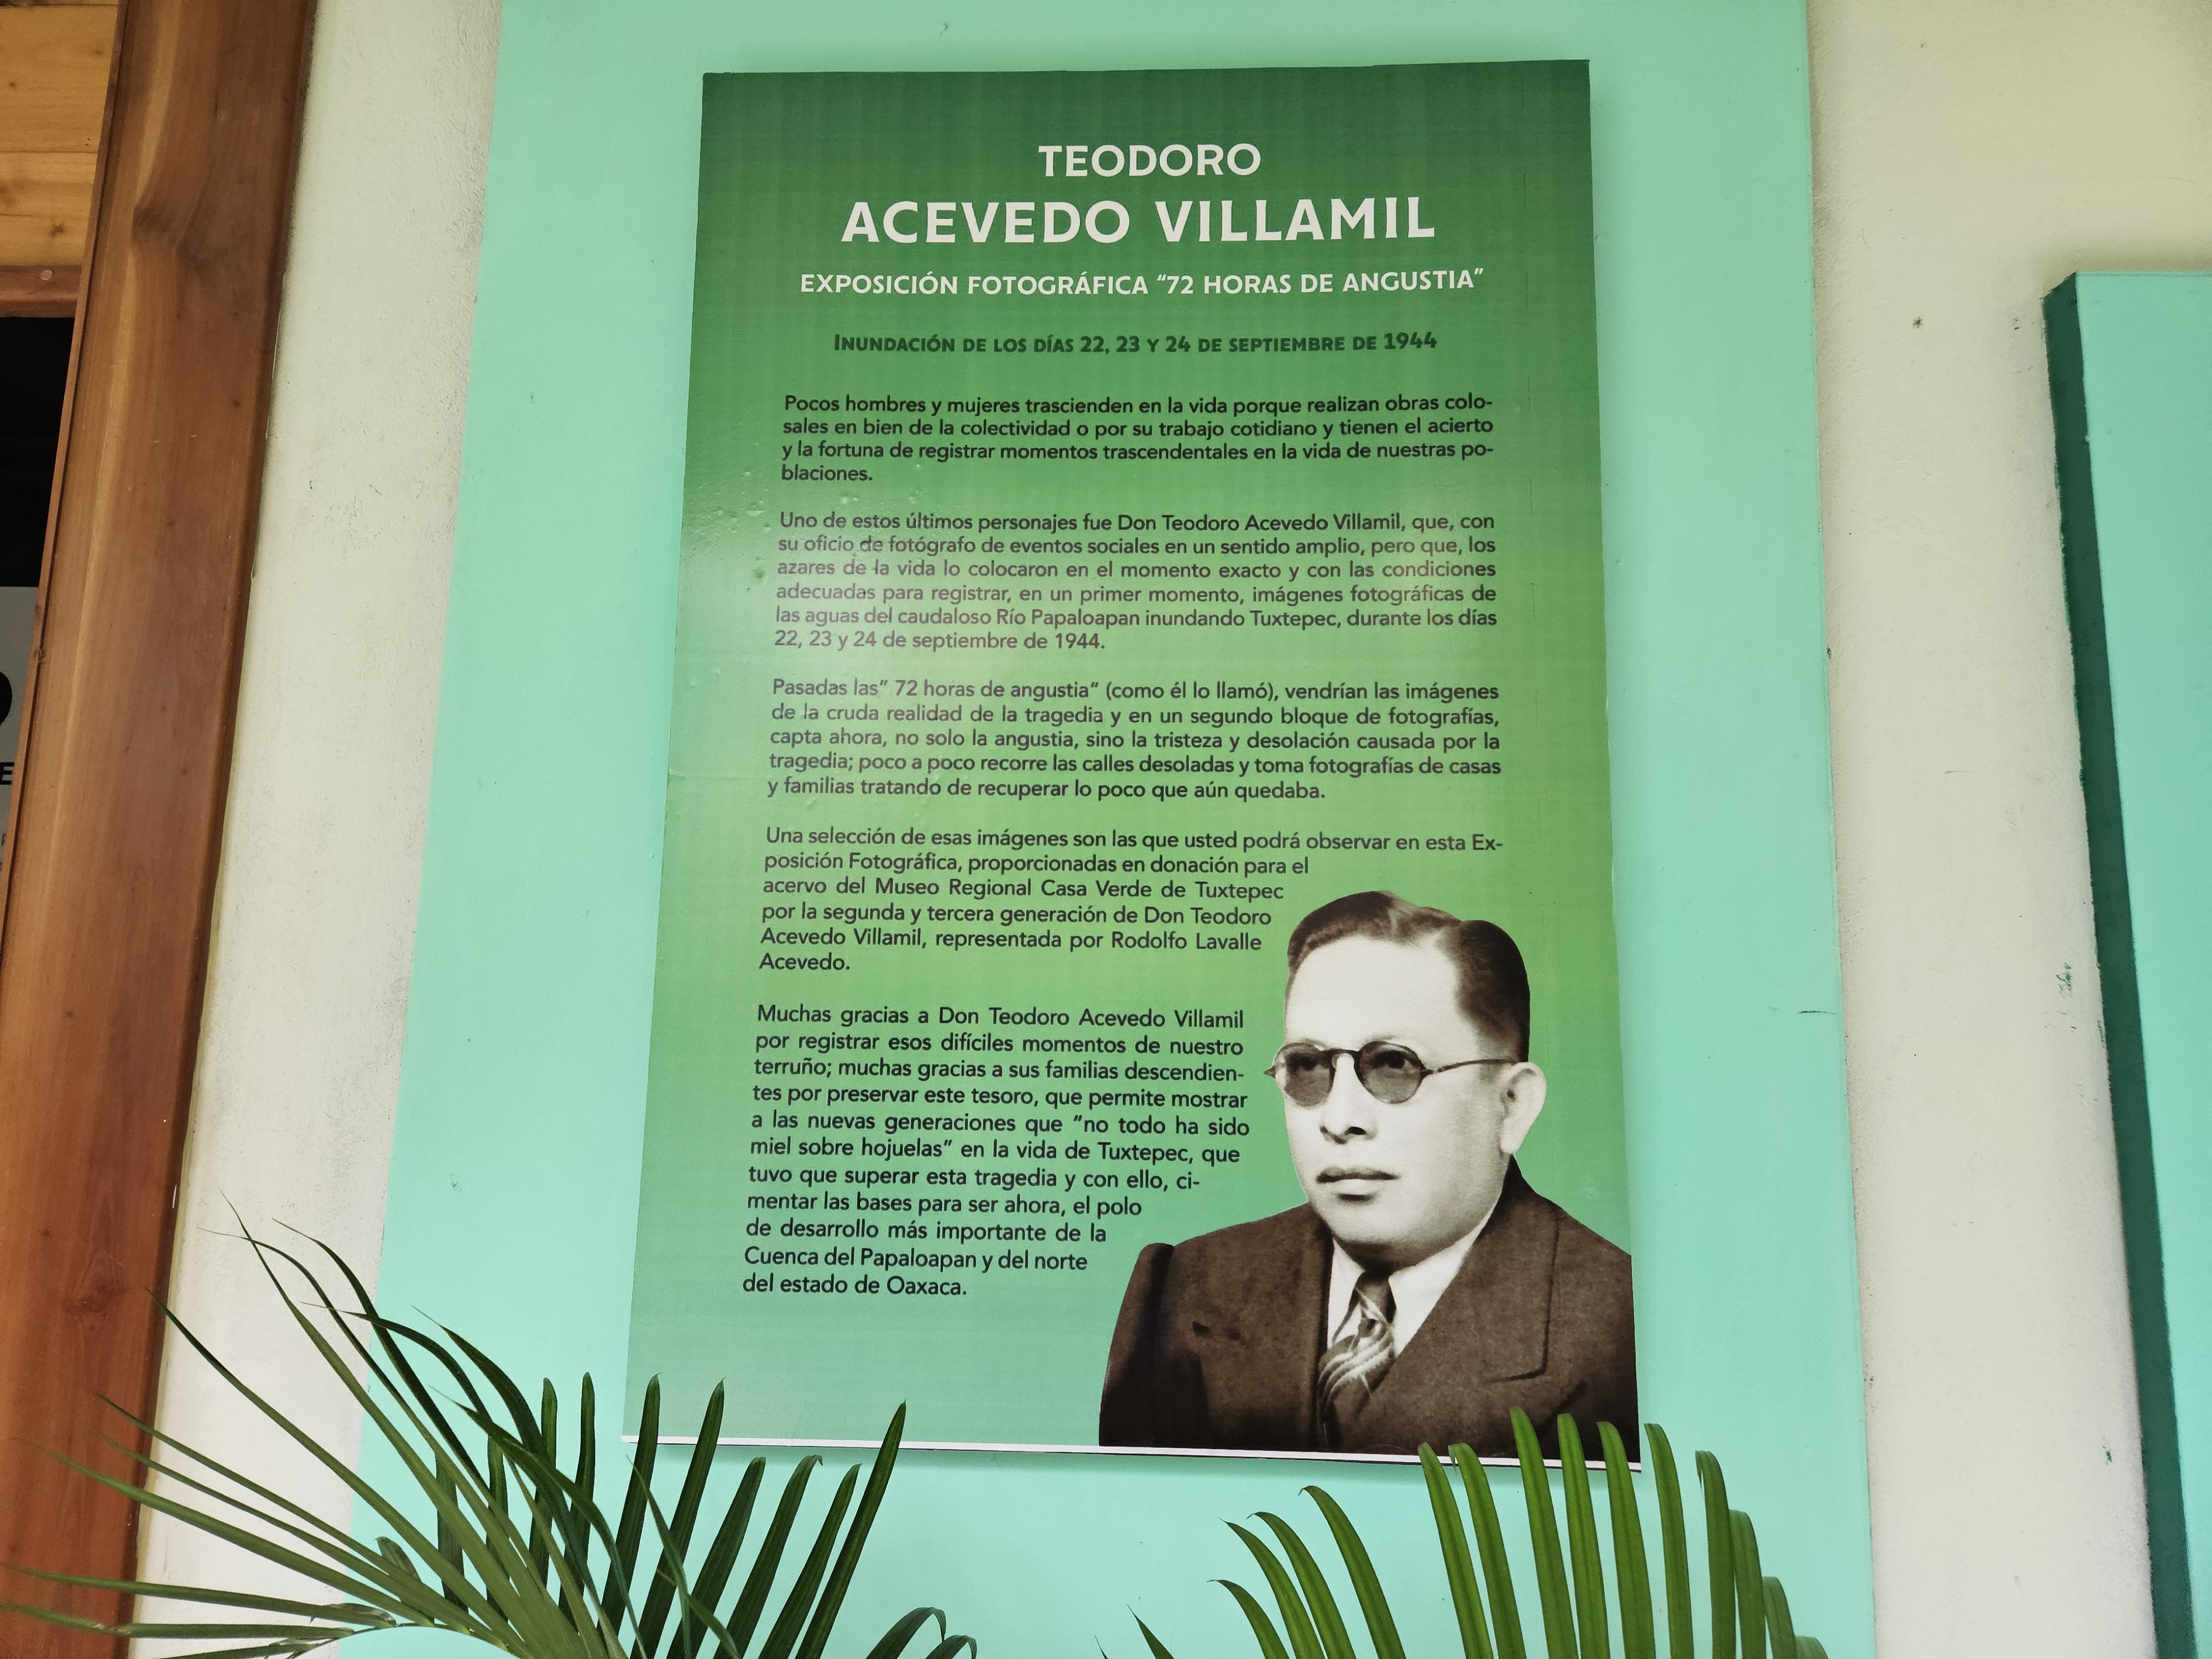 TEODORO
ACEVEDO VILLAMIL
EXPOSICIÓN FOTOGRÁFICA “72 HORAS DE ANGUSTIA”
INUNDACIÓN DE LOS DÍAS 22, 23 Y 24 DE SEPTIEMBRE DE 1944
Pocos hombres y mujeres trascienden en la vida porque realizan obras colo-
sales en bien de la colectividad o por su trabajo cotidiano y tienen el acierto
y la fortuna de registrar momentos trascendentales en la vida de nuestras po-
blaciones.
Uno de estos últimos personajes fue Don Teodoro Acevedo Villamil, que, con
su oficio de fotógrafo de eventos sociales en un sentido amplio, pero que, los
azares de la vida lo colocaron en el momento exacto y con las condiciones
adecuadas para registrar, en un primer momento, imágenes fotográficas de
las aguas del caudaloso Río Papaloapan inundando Tuxtepec, durante los días
22, 23 y 24 de septiembre de 1944.
Pasadas las” 72 horas de angustia“ (como él lo llamó), vendrían las imágenes
de la cruda realidad de la tragedia y en un segundo bloque de fotografías,
capta ahora, no solo la angustia, sino la tristeza y desolación causada por la
tragedia; poco a poco recorre las calles desoladas y toma fotografías de casas
y familias tratando de recuperar lo poco que aún quedaba.
Una selección de esas imágenes son las que usted podrá observar en esta Ex-
posición Fotográfica, proporcionadas en donación para el
acervo del Museo Regional Casa Verde de Tuxtepec
por la segunda y tercera generación de Don Teodoro
Acevedo Villamil, representada por Rodolfo Lavalle
Acevedo.
Muchas gracias a Don Teodoro Acevedo Villamil
por registrar esos difíciles momentos de nuestro
terruño; muchas gracias a sus familias descendien-
tes por preservar este tesoro, que permite mostrar
a las nuevas generaciones que ”no todo ha sido
miel sobre hojuelas” en la vida de Tuxtepec, que
tuvo que superar esta tragedia y con ello, ci-
mentar las bases para ser ahora, el polo
de desarrollo más importante de la
Cuenca del Papaloapan y del norte
del estado de Oaxaca.